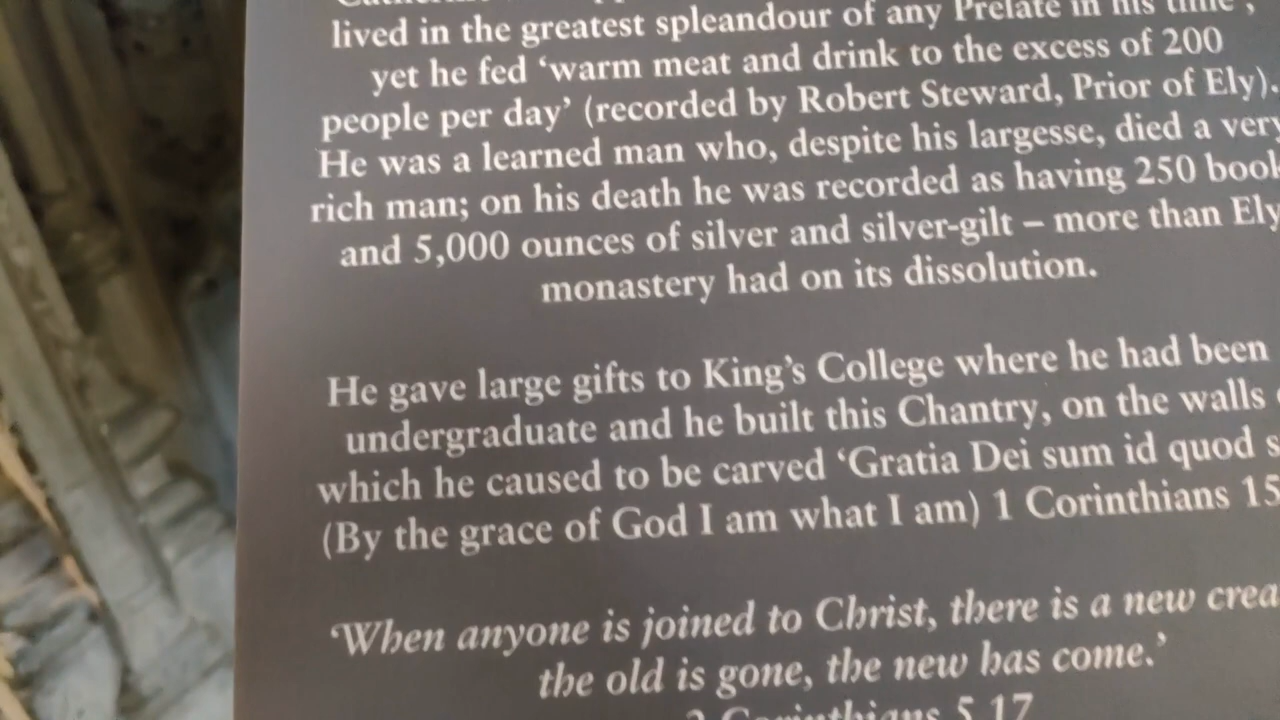 lived in the greatest spleandour of any Prelate in his time’,
yet he fed ‘warm meat and drink to the excess of 200
people per day’ (recorded by Robert Steward, Prior of Ely).
He was a learned man who, despite his largesse, died a very
rich man; on his death he was recorded as having 250 book
and 5,000 ounces of silver and silver-gilt – more than Ely
monastery had on its dissolution.
He gave large gifts to King’s College where he had been
undergraduate and he built this Chantry, on the walls
which he caused to be carved ‘Gratia Dei sum id quod s
(By the grace of God I am what I am) 1 Corinthians 15
‘When anyone is joined to Christ, there is a new crea
the old is gone, the new has come.’
2 Corinthians 5 17